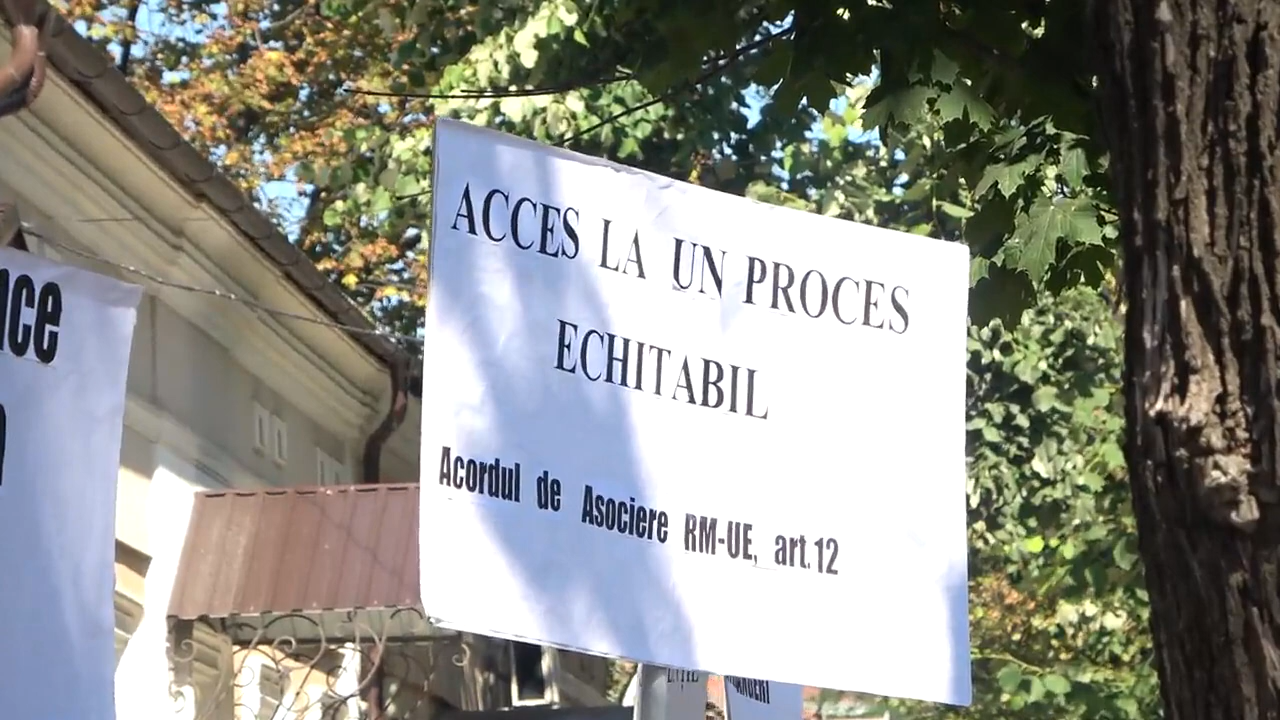 ACCES LA UN PROCES
ECHITABIL
Acordul de Asociere RM-UE, art.12